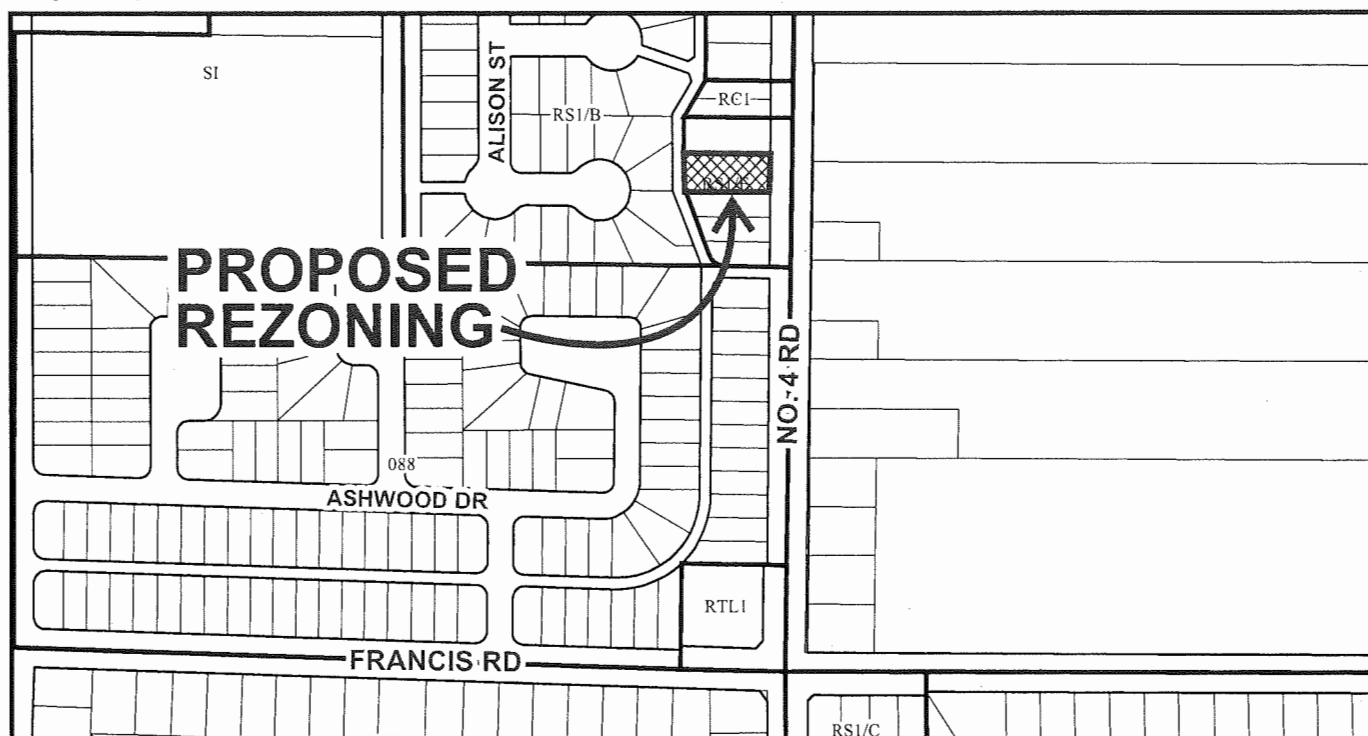 SI
ALISON ST
RS1/B
RC1
PROPOSED
REZONING
NO. 4 RD
088
ASHWOOD DR
RTL1
FRANCIS RD
RS1/C